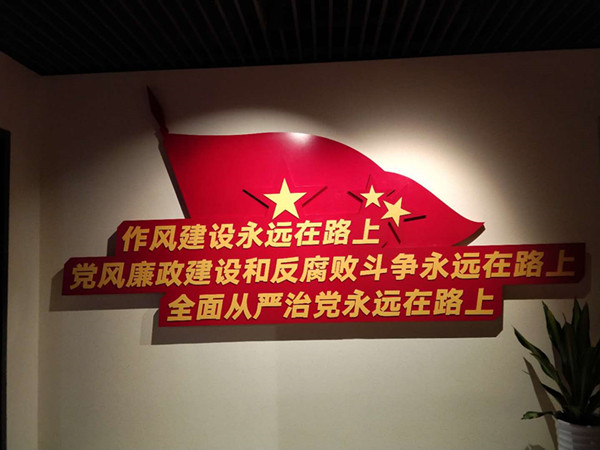 作风建设永远在路上
党风廉政建设和反腐败斗争永远在路上
全面从严治党永远在路上